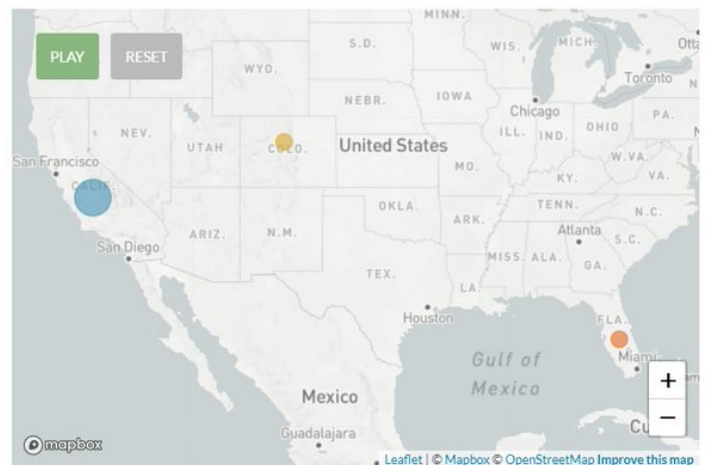 MINN.
PLAY
RESET
S.D.
WIS.
MICH.
Otta
WYO.
Toronto
N
NEBR.
IOWA
Chicago
NEV.
UTAH
COLO.
United States
ILL.
IND.
OHIO
PA.
San Francisco
MO.
W.VA.
CALIF.
KY.
VA.
OKLA.
TENN.
N.C.
ARIZ.
N.M.
ARK.
Atlanta
S.C.
San Diego
MISS.
ALA.
GA.
TEX.
LA.
Houston
FLA.
Gulf of
Mexico
Miami
+
am
−
Mexico
Cu
Guadalajara
mapbox
Leaflet | © Mapbox © OpenStreetMap Improve this map